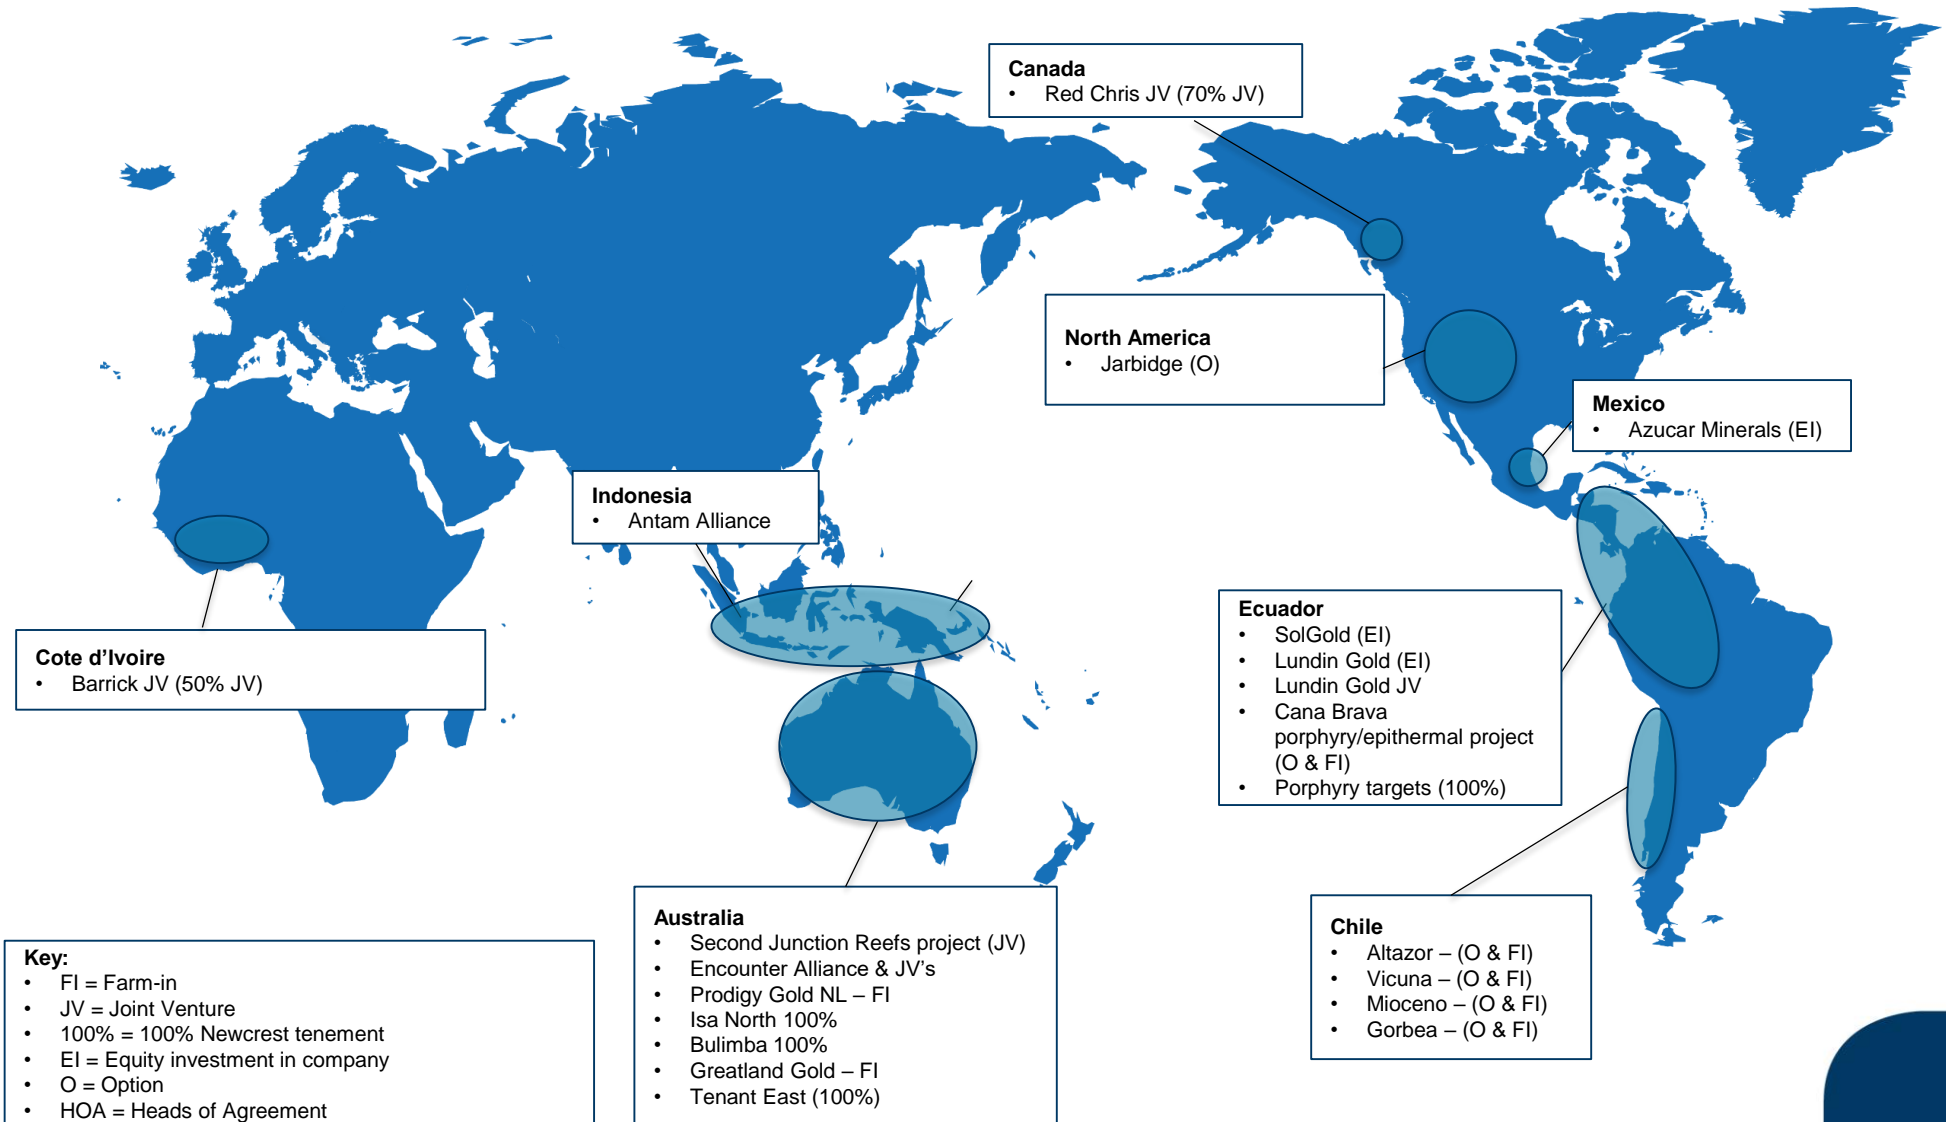 Canada
• Red Chris JV (70% JV)
North America
• Jarbidge (O)
Mexico
• Azucar Minerals (EI)
Indonesia
• Antam Alliance
Cote d'Ivoire
• Barrick JV (50% JV)
Ecuador
• SolGold (EI)
• Lundin Gold (EI)
• Lundin Gold JV
• Cana Brava
porphyry/epithermal project
(O & FI)
• Porphyry targets (100%)
Australia
• Second Junction Reefs project (JV)
• Encounter Alliance & JV's
• Prodigy Gold NL – FI
• Isa North 100%
• Bulimba 100%
• Greatland Gold – FI
• Tenant East (100%)
Chile
• Altazor – (O & FI)
• Vicuna – (O & FI)
• Mioceno – (O & FI)
• Gorbea – (O & FI)
Key:
• FI = Farm-in
• JV = Joint Venture
• 100% = 100% Newcrest tenement
• EI = Equity investment in company
• O = Option
• HOA = Heads of Agreement